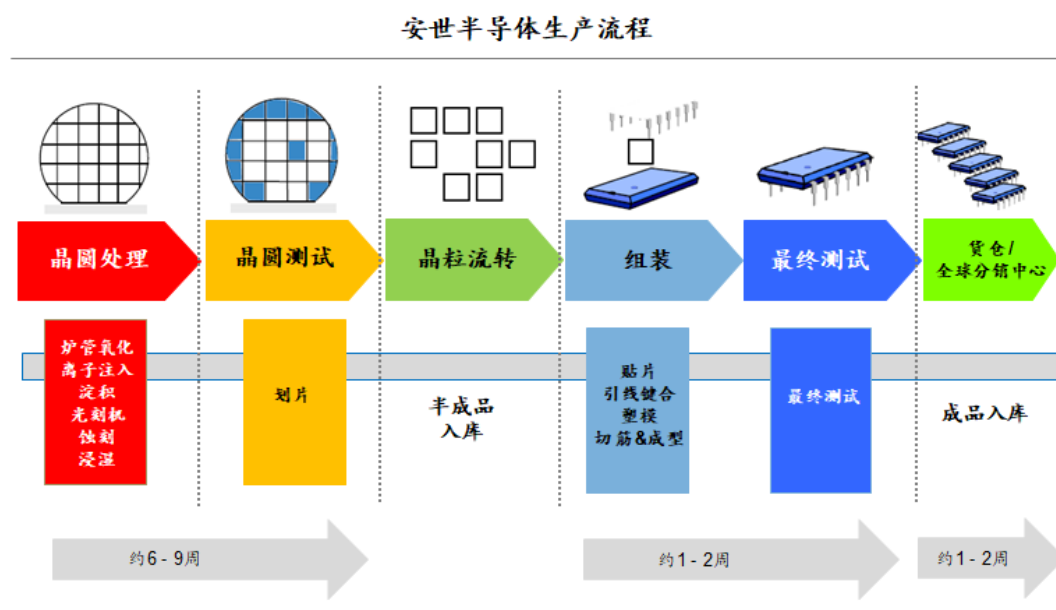 安世半导体生产流程
晶圆处理
晶圆测试
晶粒流转
组装
最终测试
货仓/
全球分销中心
炉管氧化
离子注入
淀积
光刻机
蚀刻
浸湿
划片
半成品
入库
贴片
引线键合
塑模
切筋&成型
最终测试
成品入库
约6-9周
约1-2周
约1-2周